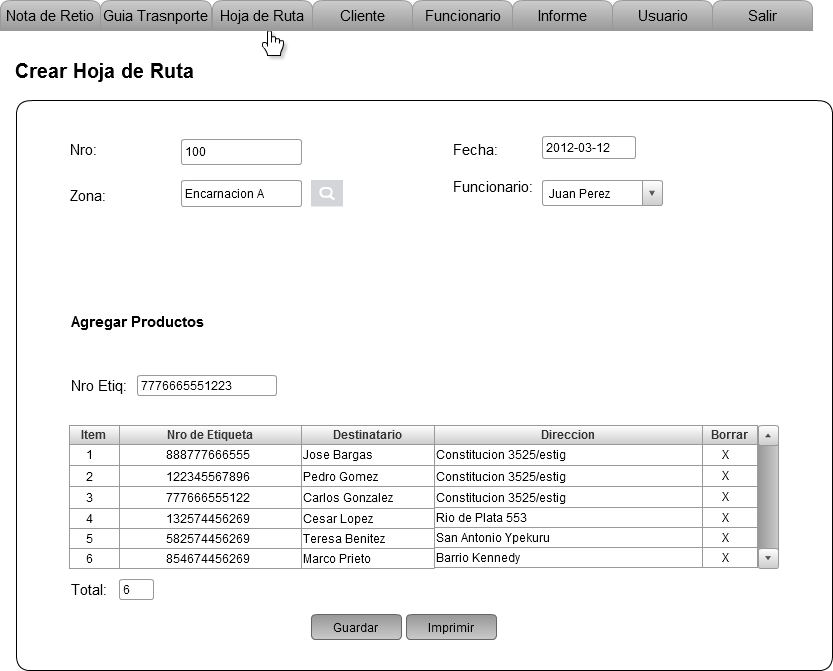 Nota de Retio Guia Trasnporte Hoja de Ruta Cliente Funcionario Informe Usuario Salir
Crear Hoja de Ruta
Nro: 100 Fecha: 2012-03-12
Zona: Encarnacion A Funcionario: Juan Perez
Agregar Productos
Nro Etiq: 7776665551223
Item Nro de Etiqueta Destinatario Direccion Borrar
1 888777666555 Jose Bargas Constitucion 3525/estig X
2 122345567896 Pedro Gomez Constitucion 3525/estig X
3 777666555122 Carlos Gonzalez Constitucion 3525/estig X
4 132574456269 Cesar Lopez Rio de Plata 553 X
5 582574456269 Teresa Benitez San Antonio Ypekuru X
6 854674456269 Marco Prieto Barrio Kennedy X
Total: 6
Guardar Imprimir